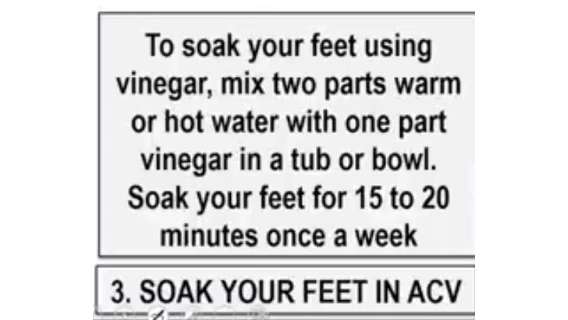 To soak your feet using
vinegar, mix two parts warm
or hot water with one part
vinegar in a tub or bowl.
Soak your feet for 15 to 20
minutes once a week
3. SOAK YOUR FEET IN ACV